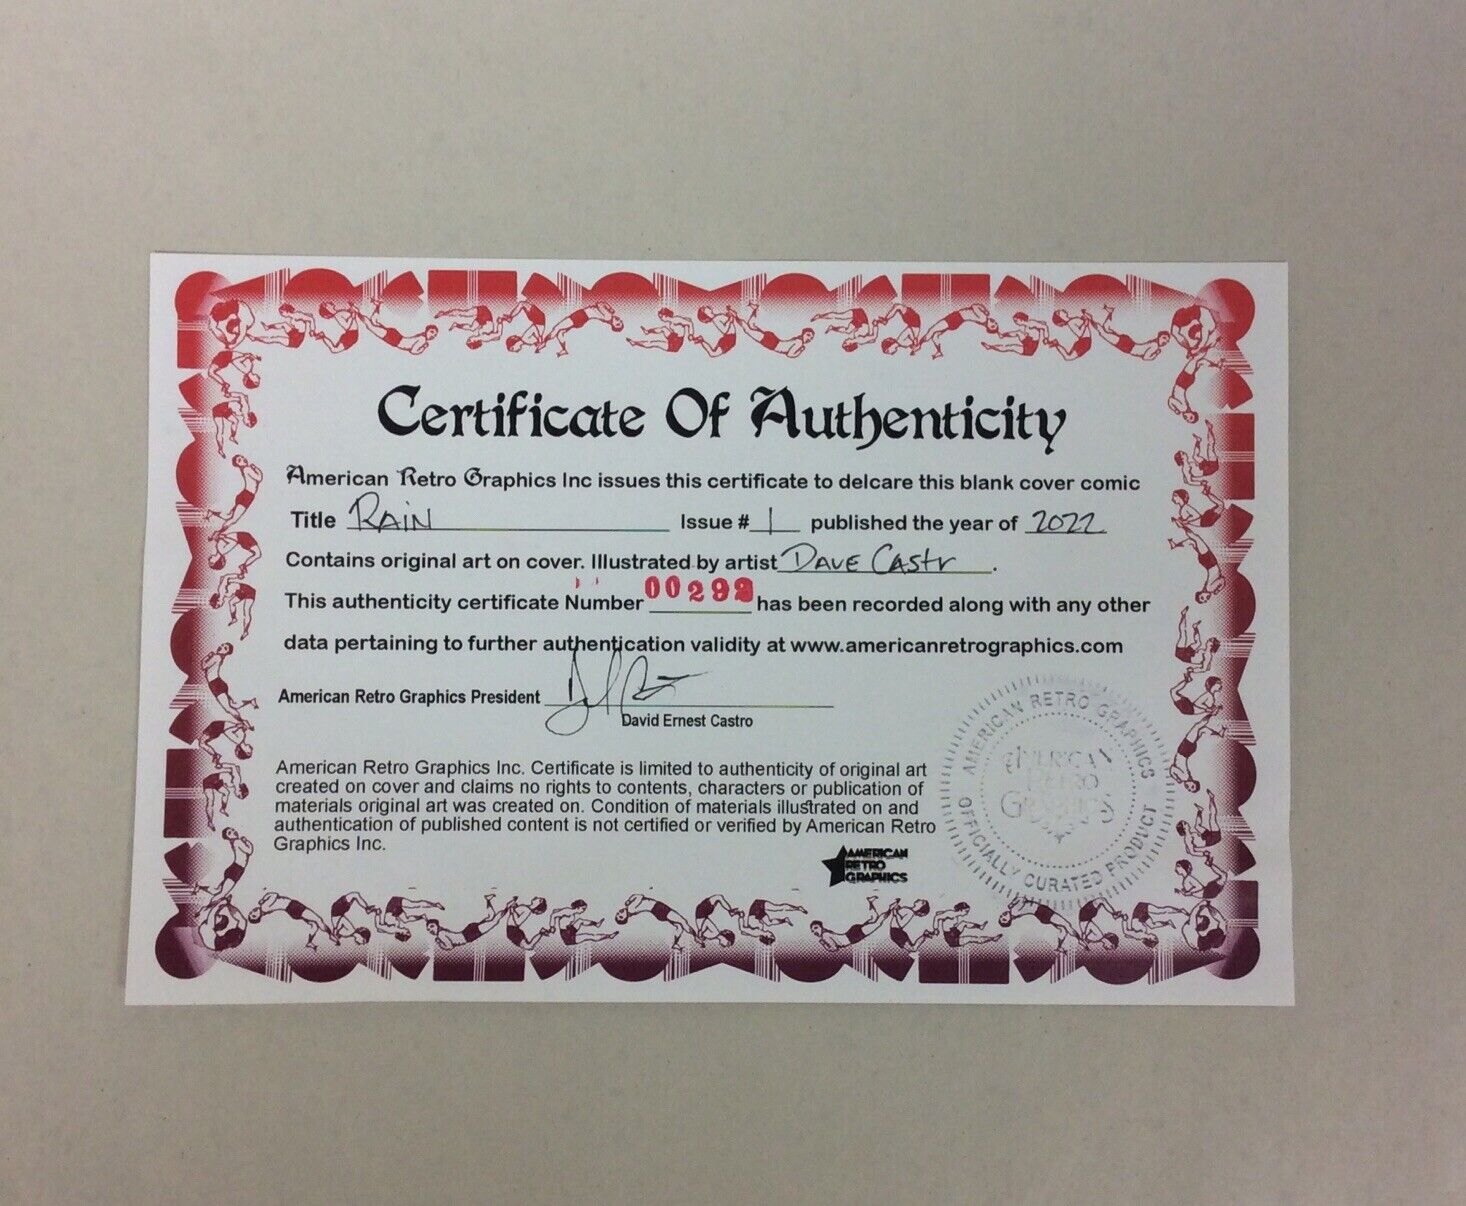 Certificate Of Authenticity
American Retro Graphics Inc issues this certificate to delcare this blank cover comic
Title RAIN Issue # 1 published the year of 2022
Contains original art on cover. Illustrated by artist DAVE CASTR .
This authenticity certificate Number has been recorded along with any other
data pertaining to further authentication validity at www.americanretrographics.com
American Retro Graphics President
David Ernest Castro
American Retro Graphics Inc. Certificate is limited to authenticity of original art
created on cover and claims no rights to contents, characters or publication of
materials original art was created on. Condition of materials illustrated on and
authentication of published content is not certified or verified by American Retro
Graphics Inc.
AMERICAN
RETRO
GRAPHICS
AMERICAN RETRO GRAPHICS
AMERICAN
RETRO
GRAPHICS
OFFICIALLY CURATED PRODUCT